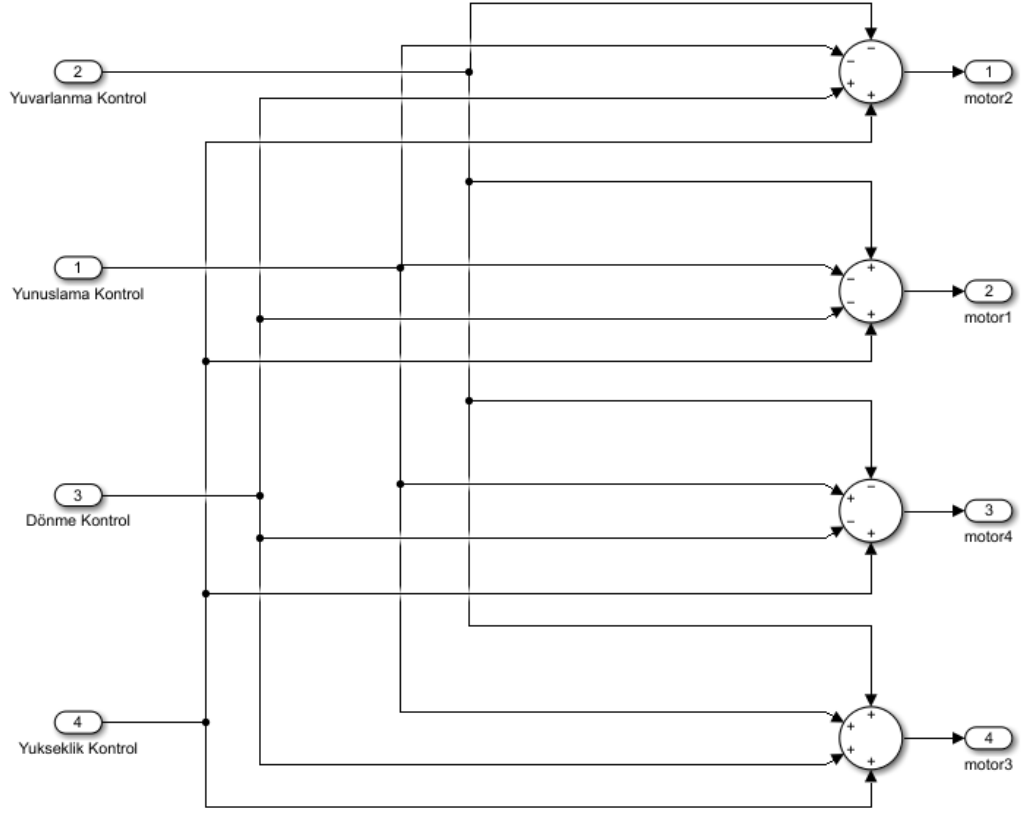 2
Yuvarlanma Kontrol
− − + +
1
motor2
1
Yunuslama Kontrol
+ − − +
2
motor1
3
Dönme Kontrol
− + − +
3
motor4
4
Yukseklik Kontrol
+ + + +
4
motor3